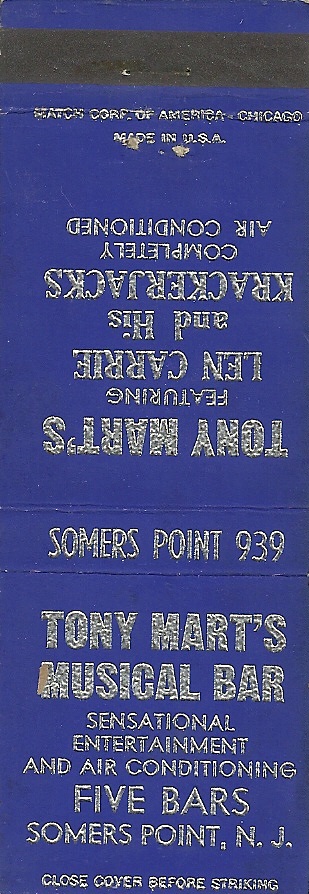 MATCH CORP. OF AMERICA - CHICAGO
MADE IN U.S.A.
TONY MART'S
FEATURING
LEN CARRIE
and His
KRACKERJACKS
COMPLETELY
AIR CONDITIONED
SOMERS POINT 939
TONY MART'S
MUSICAL BAR
SENSATIONAL
ENTERTAINMENT
AND AIR CONDITIONING
FIVE BARS
SOMERS POINT, N. J.
CLOSE COVER BEFORE STRIKING